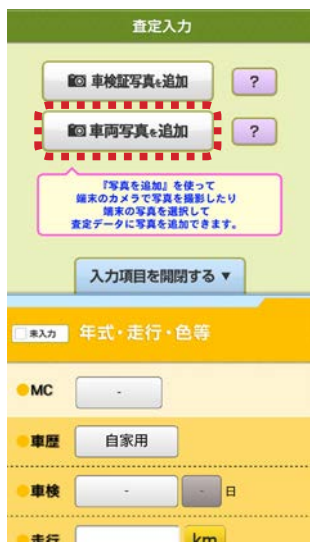 査定入力
車検証写真を追加
?
車両写真を追加
?
『写真を追加』を使って
端末のカメラで写真を撮影したり
端末の写真を選択して
査定データに写真を追加できます。
入力項目を開閉する ▼
未入力 年式・走行・色等
MC -
車歴 自家用
車検 - - 日
走行 km